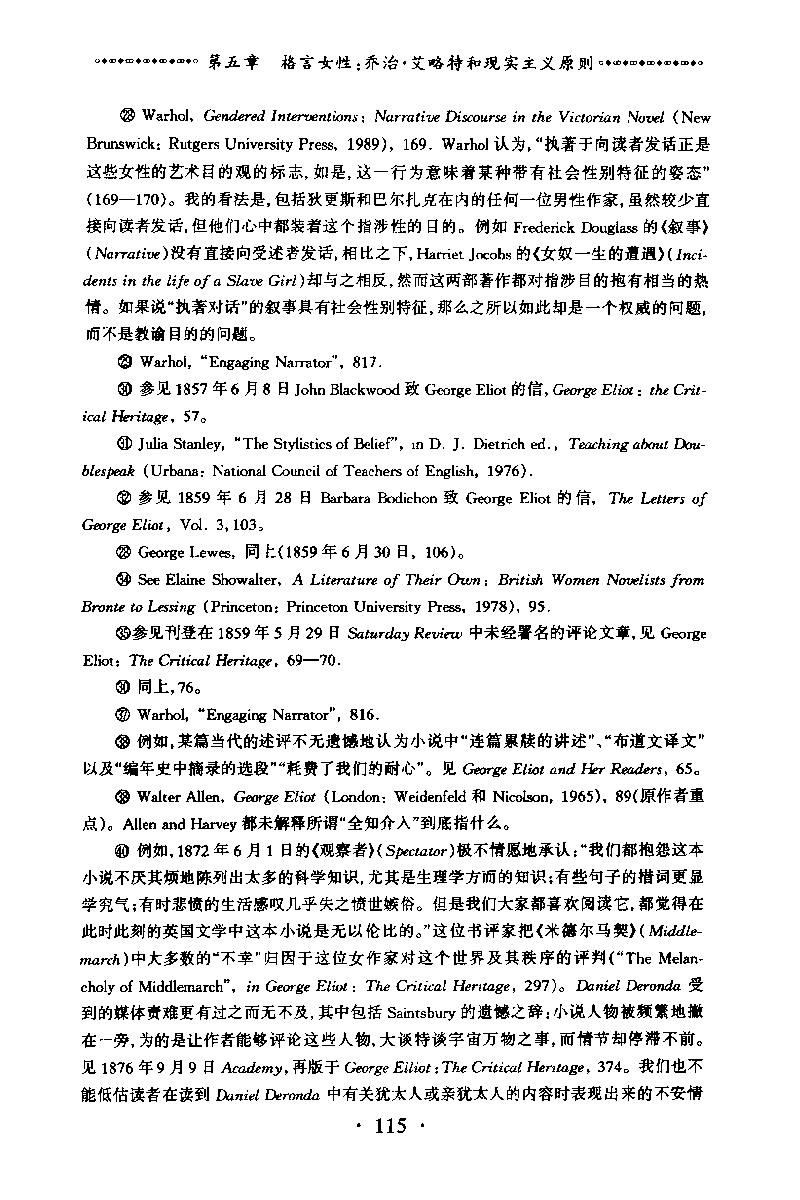 第五章 格言女性:乔治·艾略特和现实主义原则
㉘ Warhol, Gendered Interventions: Narrative Discourse in the Victorian Novel (New
Brunswick: Rutgers University Press, 1989), 169. Warhol 认为,“执著于向读者发话正是
这些女性的艺术目的观的标志,如是,这一行为意味着某种带有社会性别特征的姿态”
(169—170)。我的看法是,包括狄更斯和巴尔扎克在内的任何一位男性作家,虽然较少直
接向读者发话,但他们心中都装着这个指涉性的目的。例如 Frederick Douglass 的《叙事》
(Narrative)没有直接向受述者发话,相比之下,Harriet Jocobs 的《女奴一生的遭遇》(Inci-
dents in the life of a Slave Girl)却与之相反,然而这两部著作都对指涉目的抱有相当的热
情。如果说“执著对话”的叙事具有社会性别特征,那么之所以如此却是一个权威的问题,
而不是教谕目的的问题。
㉙ Warhol, “Engaging Narrator”, 817.
㉚ 参见 1857 年 6 月 8 日 John Blackwood 致 George Eliot 的信, George Eliot: the Crit-
ical Heritage, 57。
㉛ Julia Stanley, “The Stylistics of Belief”, in D. J. Dietrich ed., Teaching about Dou-
blespeak (Urbana: National Council of Teachers of English, 1976).
㉜ 参见 1859 年 6 月 28 日 Barbara Bodichon 致 George Eliot 的信, The Letters of
George Eliot, Vol. 3, 103。
㉝ George Lewes, 同上(1859 年 6 月 30 日, 106)。
㉞ See Elaine Showalter, A Literature of Their Own: British Women Novelists from
Bronte to Lessing (Princeton: Princeton University Press, 1978), 95.
㉟参见刊登在 1859 年 5 月 29 日 Saturday Review 中未经署名的评论文章,见 George
Eliot: The Critical Heritage, 69—70.
㊱ 同上,76。
㊲ Warhol, “Engaging Narrator”, 816.
㊳ 例如,某篇当代的述评不无遗憾地认为小说中“连篇累牍的讲述”、“布道文译文”
以及“编年史中摘录的选段”“耗费了我们的耐心”。见 George Eliot and Her Readers, 65。
㊴ Walter Allen, George Eliot (London: Weidenfeld 和 Nicolson, 1965), 89(原作者重
点)。Allen and Harvey 都未解释所谓“全知介入”到底指什么。
㊵ 例如,1872 年 6 月 1 日的《观察者》(Spectator)极不情愿地承认:“我们都抱怨这本
小说不厌其烦地陈列出太多的科学知识,尤其是生理学方面的知识;有些句子的措词更显
学究气;有时悲愤的生活感叹几乎失之愤世嫉俗。但是我们大家都喜欢阅读它,都觉得在
此时此刻的英国文学中这本小说是无以伦比的。”这位书评家把《米德尔马契》(Middle-
march)中大多数的“不幸”归因于这位女作家对这个世界及其秩序的评判(“The Melan-
choly of Middlemarch”, in George Eliot: The Critical Heritage, 297)。Daniel Deronda 受
到的媒体责难更有过之而无不及,其中包括 Saintsbury 的遗憾之辞:小说人物被频繁地撇
在一旁,为的是让作者能够评论这些人物,大谈特谈宇宙万物之事,而情节却停滞不前。
见 1876 年 9 月 9 日 Academy,再版于 George Eiliot: The Critical Heritage, 374。我们也不
能低估读者在读到 Daniel Deronda 中有关犹太人或亲犹太人的内容时表现出来的不安情
· 115 ·